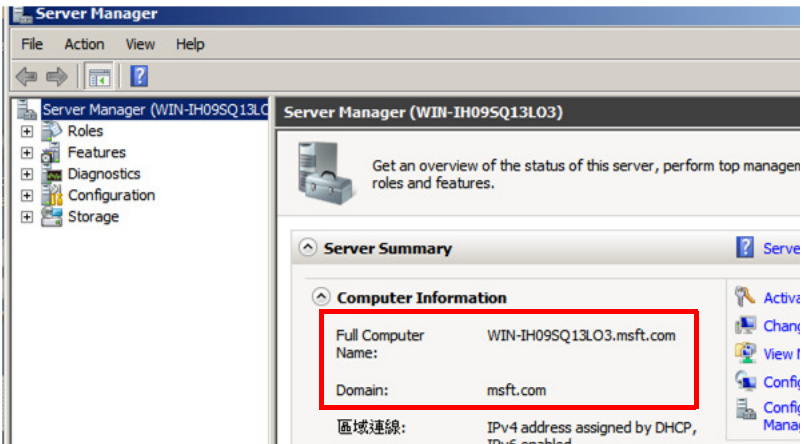 Server Manager
File Action View Help
Server Manager (WIN-IH09SQ13LO
Roles
Features
Diagnostics
Configuration
Storage
Server Manager (WIN-IH09SQ13LO3)
Get an overview of the status of this server, perform top managem
roles and features.
Server Summary
Serve
Computer Information
Activa
Full Computer WIN-IH09SQ13LO3.msft.com
Name:
Chang
View N
Domain: msft.com
Config
區域連線: IPv4 address assigned by DHCP,
Config
Manag
IPv6 enabled